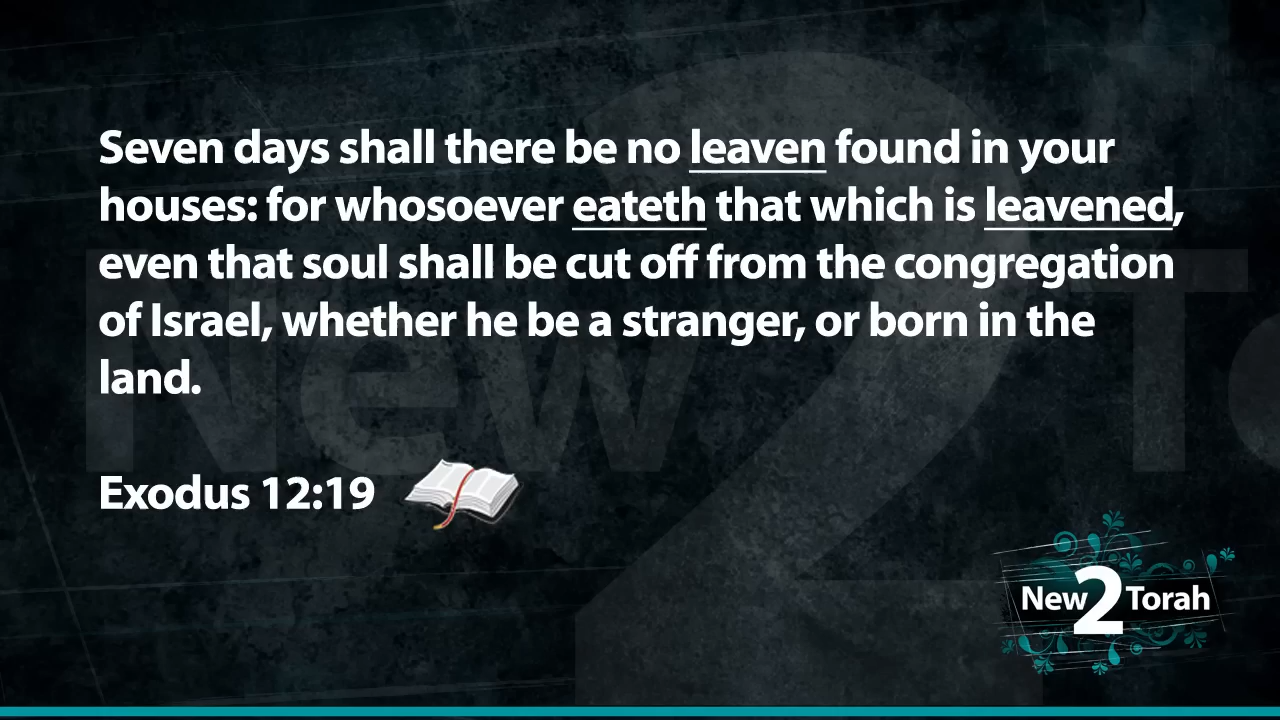 Seven days shall there be no leaven found in your
houses: for whosoever eateth that which is leavened,
even that soul shall be cut off from the congregation
of Israel, whether he be a stranger, or born in the
land.
Exodus 12:19
New2Torah
New 2 To